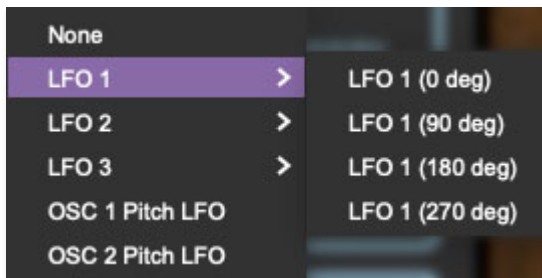 None
LFO 1
LFO 2
LFO 3
OSC 1 Pitch LFO
OSC 2 Pitch LFO
LFO 1 (0 deg)
LFO 1 (90 deg)
LFO 1 (180 deg)
LFO 1 (270 deg)